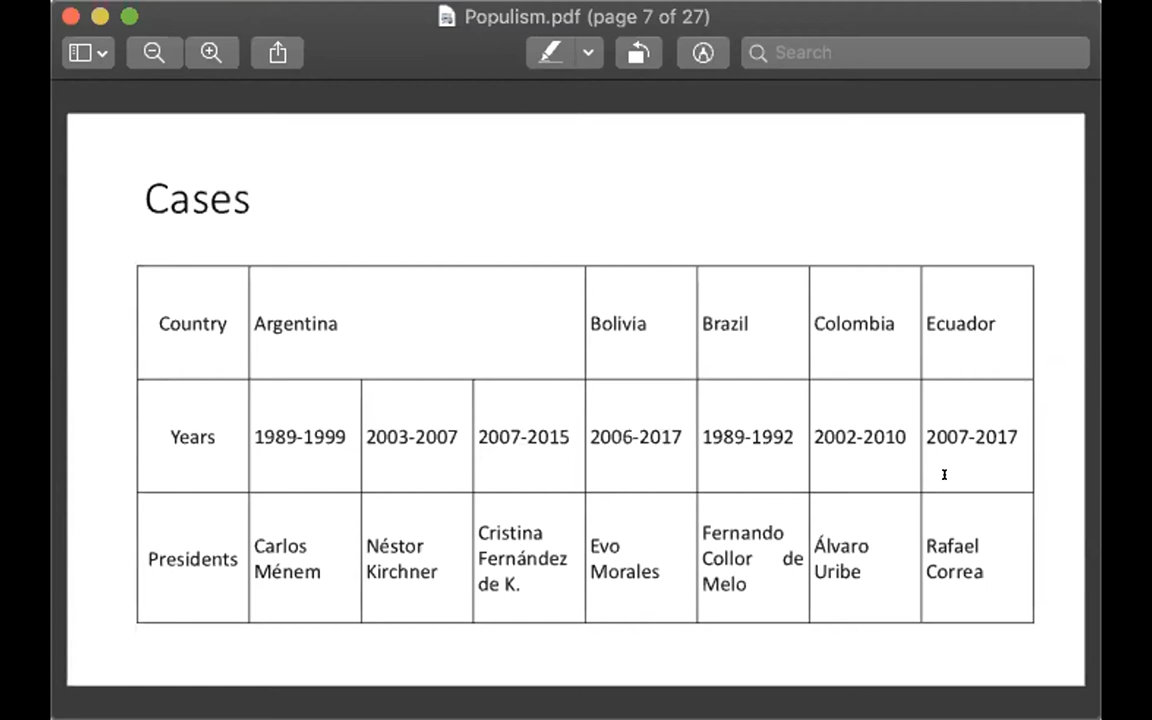 Populism.pdf (page 7 of 27)
Search
Cases
Country Argentina Bolivia Brazil Colombia Ecuador
Years 1989-1999 2003-2007 2007-2015 2006-2017 1989-1992 2002-2010 2007-2017
Presidents
Carlos
Ménem
Néstor
Kirchner
Cristina
Fernández
de K.
Evo
Morales
Fernando
Collor de
Melo
Álvaro
Uribe
Rafael
Correa